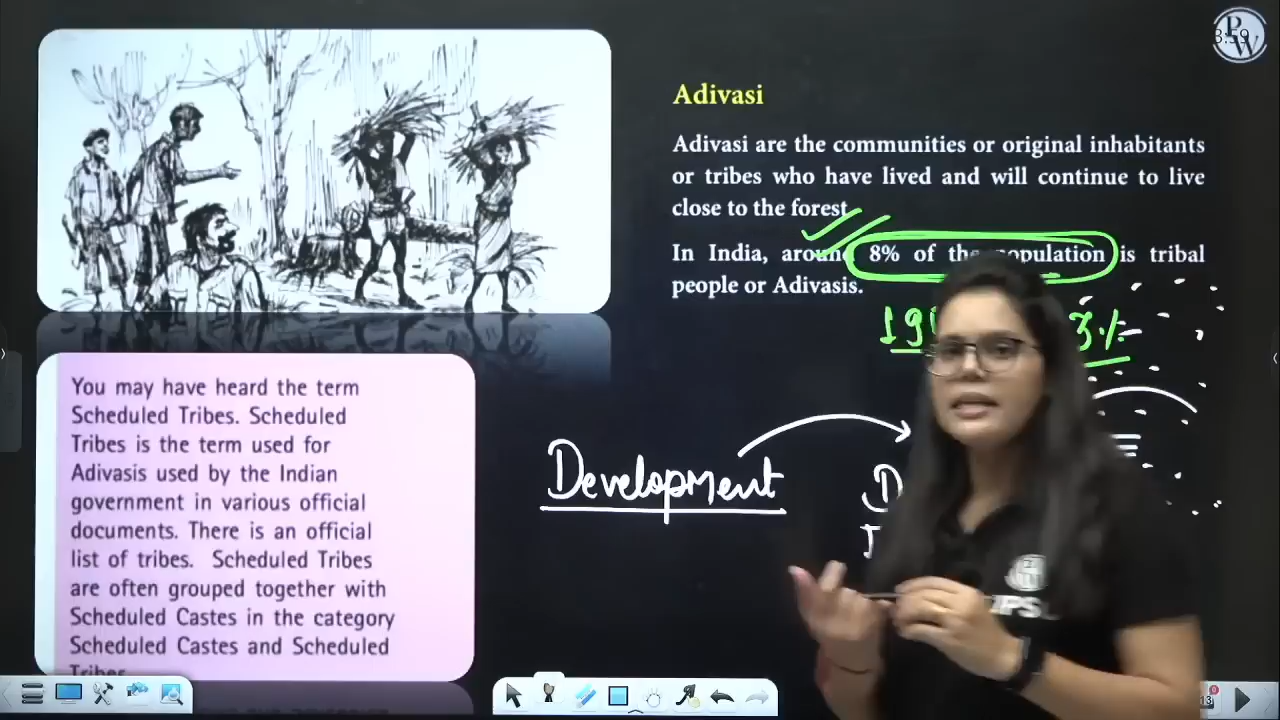 PW
Adivasi
Adivasi are the communities or original inhabitants
or tribes who have lived and will continue to live
close to the forest.
In India, around 8% of the population is tribal
people or Adivasis.
You may have heard the term
Scheduled Tribes. Scheduled
Tribes is the term used for
Adivasis used by the Indian
government in various official
documents. There is an official
list of tribes. Scheduled Tribes
are often grouped together with
Scheduled Castes in the category
Scheduled Castes and Scheduled
Tribes
Development